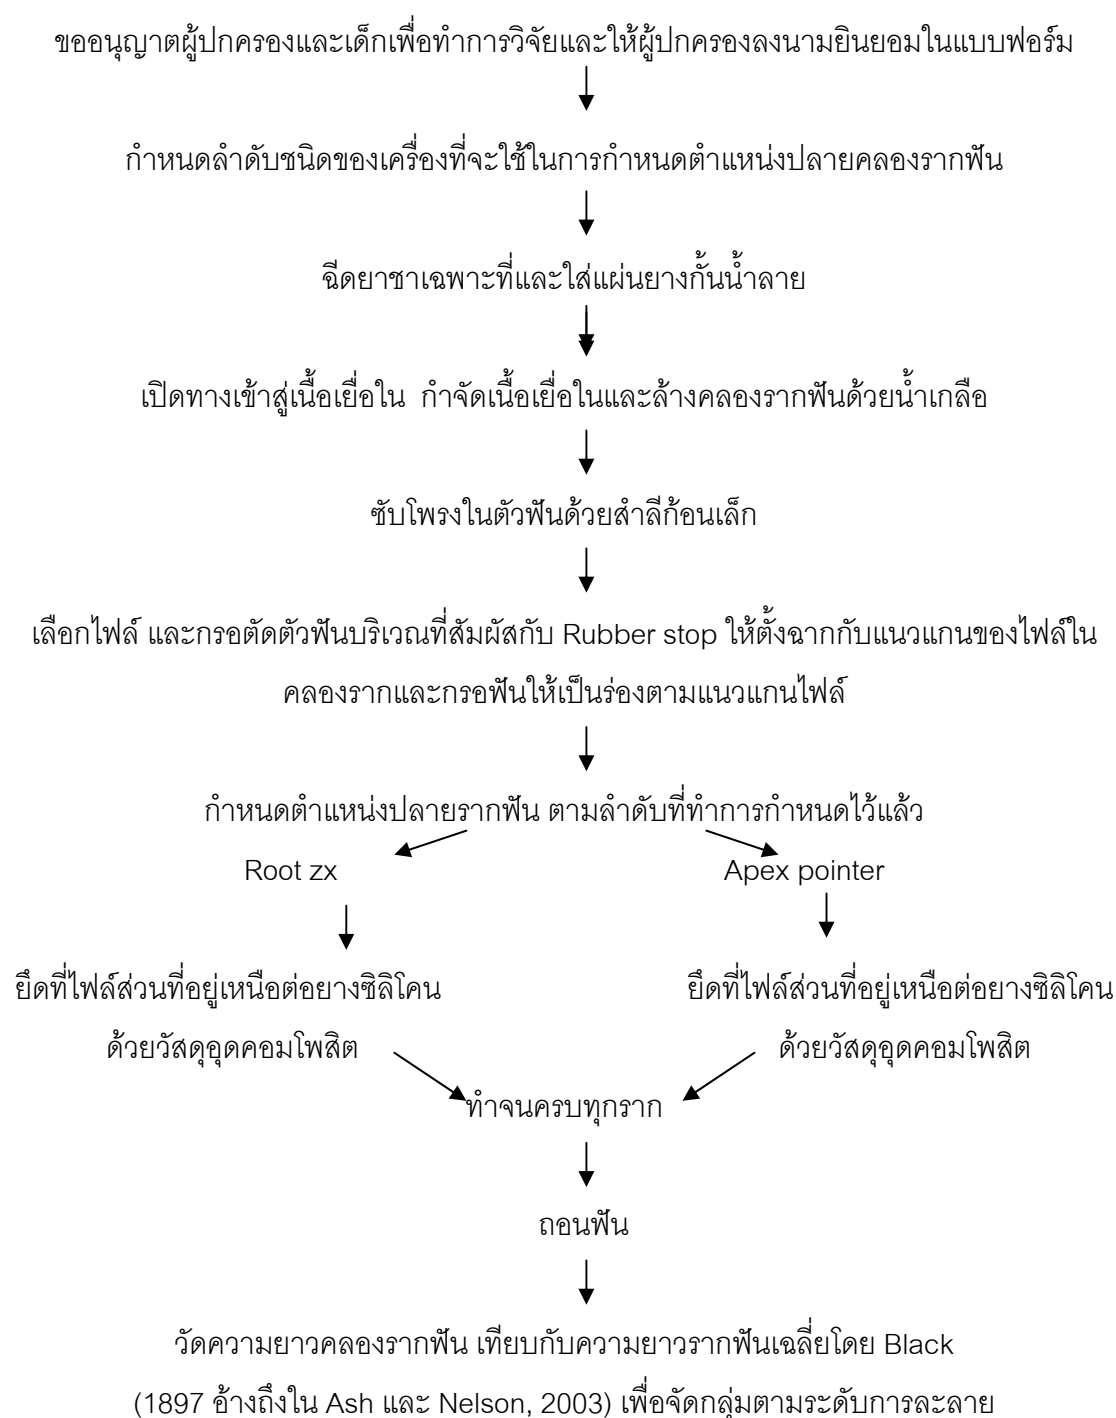 ขออนุญาตผู้ปกครองและเด็กเพื่อทำการวิจัยและให้ผู้ปกครองลงนามยินยอมในแบบฟอร์ม
กำหนดลำดับชนิดของเครื่องที่จะใช้ในการกำหนดตำแหน่งปลายคลองรากฟัน
ฉีดยาชาเฉพาะที่และใส่แผ่นยางกั้นน้ำลาย
เปิดทางเข้าสู่เนื้อเยื่อใน กำจัดเนื้อเยื่อในและล้างคลองรากฟันด้วยน้ำเกลือ
ซับโพรงในตัวฟันด้วยสำลีก้อนเล็ก
เลือกไฟล์ และกรอตัดตัวฟันบริเวณที่สัมผัสกับ Rubber stop ให้ตั้งฉากกับแนวแกนของไฟล์ใน
คลองรากและกรอฟันให้เป็นร่องตามแนวแกนไฟล์
กำหนดตำแหน่งปลายรากฟัน ตามลำดับที่ทำการกำหนดไว้แล้ว
Root zx
Apex pointer
ยึดที่ไฟล์ส่วนที่อยู่เหนือต่อยางซิลิโคน
ด้วยวัสดุอุดคอมโพสิต
ยึดที่ไฟล์ส่วนที่อยู่เหนือต่อยางซิลิโคน
ด้วยวัสดุอุดคอมโพสิต
ทำจนครบทุกราก
ถอนฟัน
วัดความยาวคลองรากฟัน เทียบกับความยาวรากฟันเฉลี่ยโดย Black
(1897 อ้างถึงใน Ash และ Nelson, 2003) เพื่อจัดกลุ่มตามระดับการละลาย